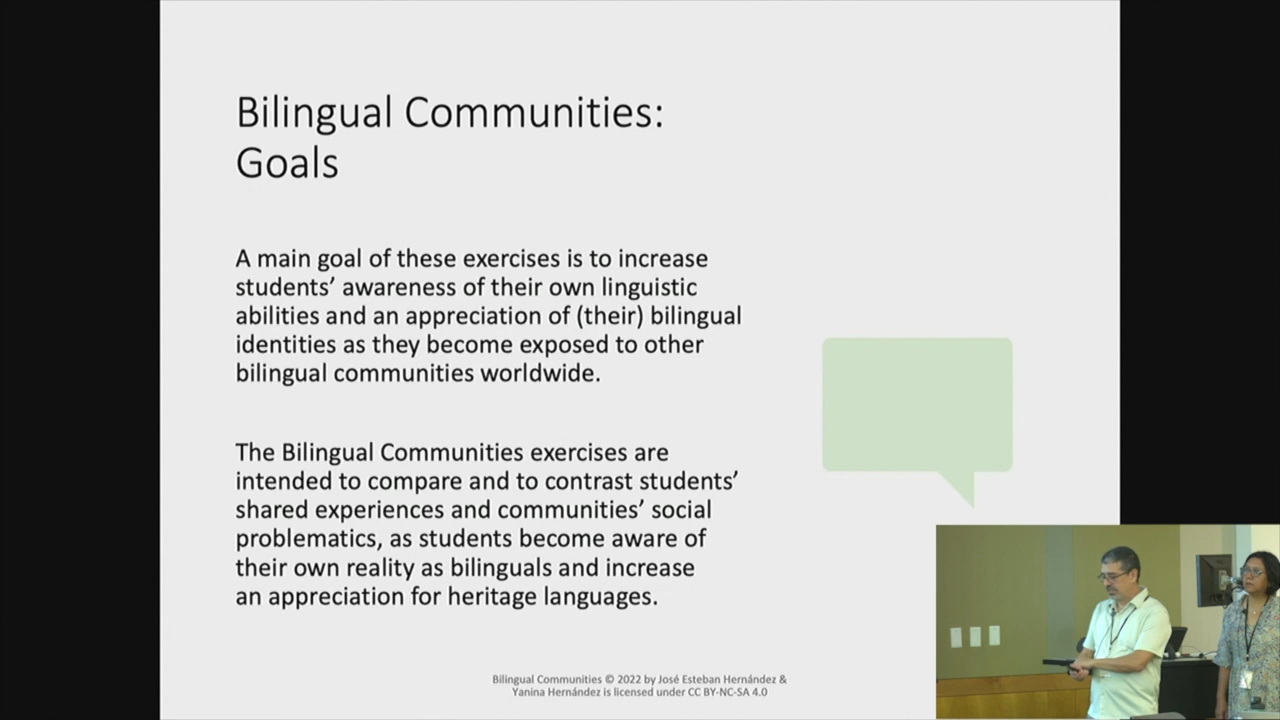 Bilingual Communities:
Goals
A main goal of these exercises is to increase
students’ awareness of their own linguistic
abilities and an appreciation of (their) bilingual
identities as they become exposed to other
bilingual communities worldwide.
The Bilingual Communities exercises are
intended to compare and to contrast students’
shared experiences and communities’ social
problematics, as students become aware of
their own reality as bilinguals and increase
an appreciation for heritage languages.
Bilingual Communities © 2022 by José Esteban Hernández &
Yanina Hernández is licensed under CC BY-NC-SA 4.0